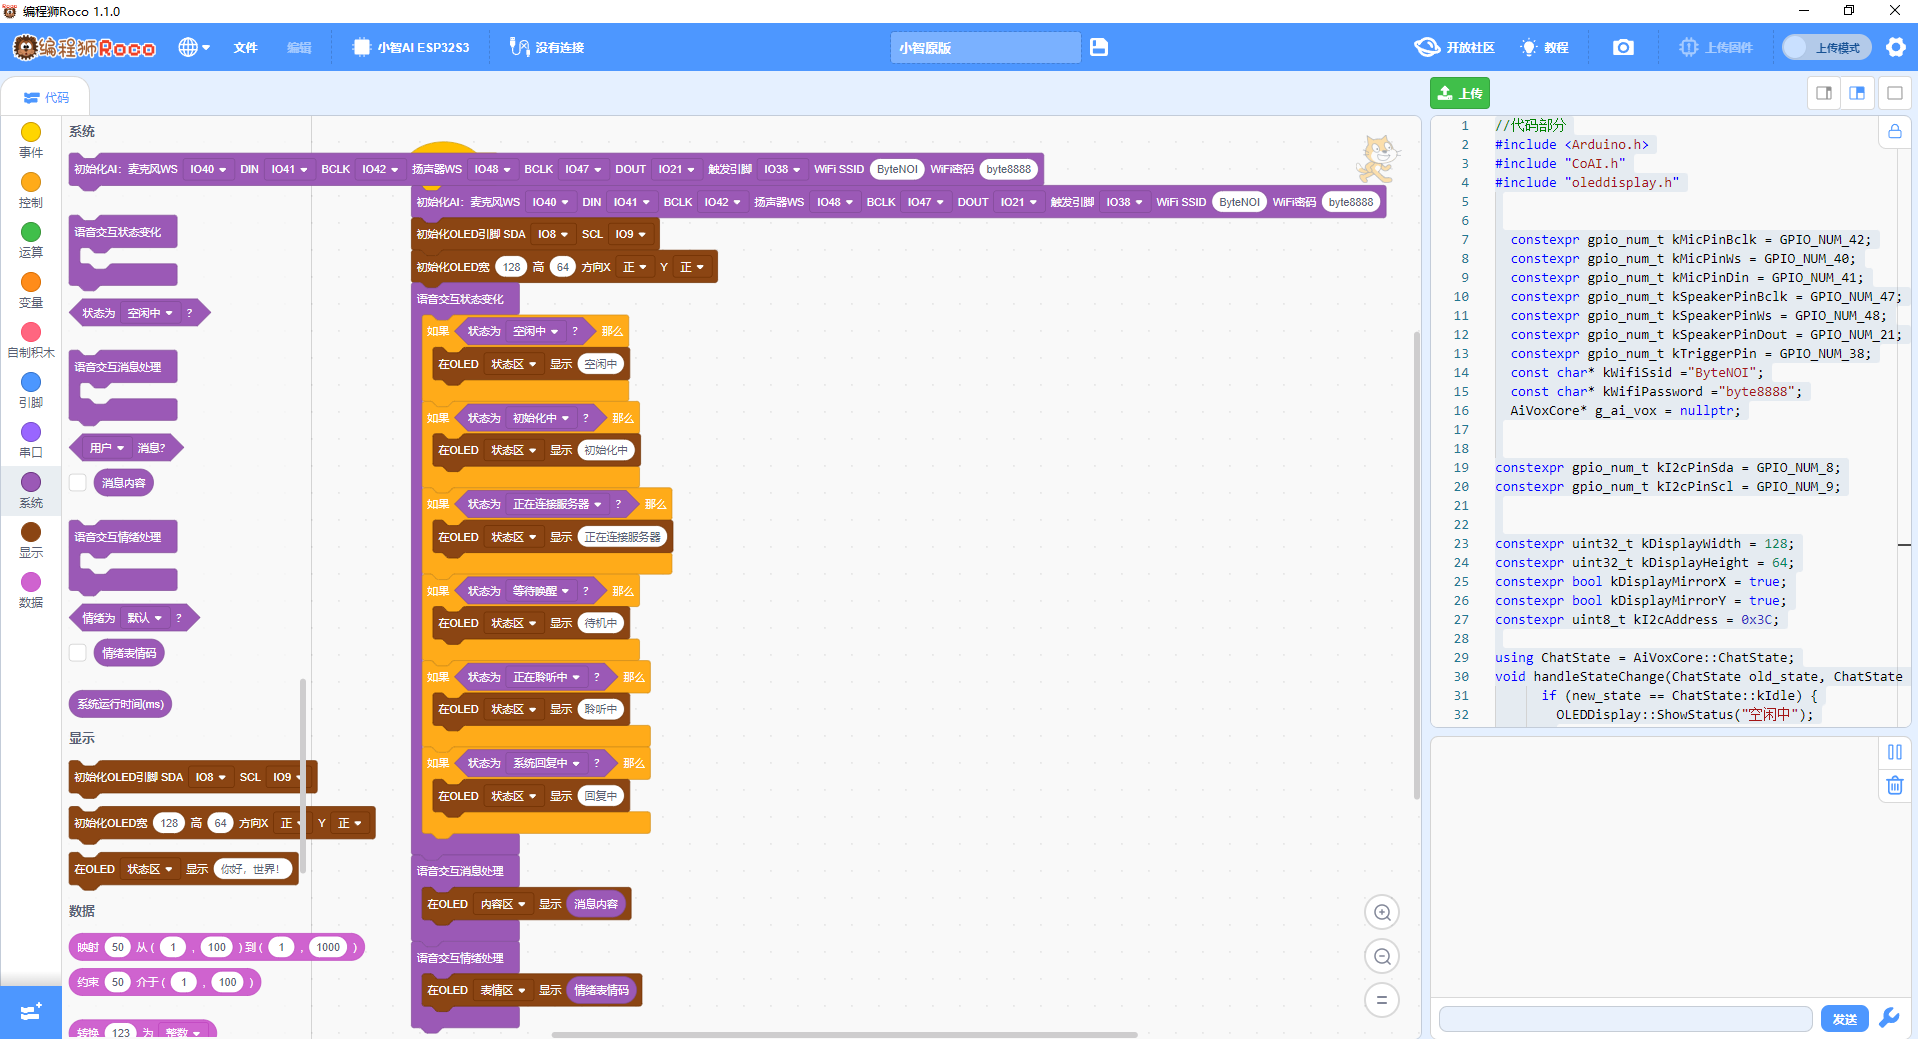 编程狮Roco 1.1.0
编程狮Roco
文件
编辑
小智AI ESP32S3
没有连接
小智原版
开放社区
教程
上传固件
上传模式
代码
上传
事件
控制
运算
变量
自制积木
引脚
串口
系统
显示
数据
系统
初始化AI：麦克风WS IO40 DIN IO41 BCLK IO42 扬声器WS IO48 BCLK IO47 DOUT IO21 触发引脚 IO38 WiFi SSID ByteNOI WiFi密码 byte8888
语音交互状态变化
状态为 空闲中 ?
语音交互消息处理
用户 消息?
消息内容
语音交互情绪处理
情绪为 默认 ?
情绪表情码
系统运行时间(ms)
显示
初始化OLED引脚 SDA IO8 SCL IO9
初始化OLED宽 128 高 64 方向X 正 Y 正
在OLED 状态区 显示 你好，世界！
数据
映射 50 从 ( 1 , 100 ) 到 ( 1 , 1000 )
约束 50 介于 ( 1 , 100 )
转换 123 为 整数
初始化AI：麦克风WS IO40 DIN IO41 BCLK IO42 扬声器WS IO48 BCLK IO47 DOUT IO21 触发引脚 IO38 WiFi SSID ByteNOI WiFi密码 byte8888
初始化OLED引脚 SDA IO8 SCL IO9
初始化OLED宽 128 高 64 方向X 正 Y 正
语音交互状态变化
如果 状态为 空闲中 ? 那么
在OLED 状态区 显示 空闲中
如果 状态为 初始化中 ? 那么
在OLED 状态区 显示 初始化中
如果 状态为 正在连接服务器 ? 那么
在OLED 状态区 显示 正在连接服务器
如果 状态为 等待唤醒 ? 那么
在OLED 状态区 显示 待机中
如果 状态为 正在聆听中 ? 那么
在OLED 状态区 显示 聆听中
如果 状态为 系统回复中 ? 那么
在OLED 状态区 显示 回复中
语音交互消息处理
在OLED 内容区 显示 消息内容
语音交互情绪处理
在OLED 表情区 显示 情绪表情码
1 //代码部分
2 #include <Arduino.h>
3 #include "CoAI.h"
4 #include "oleddisplay.h"
5
6
7 constexpr gpio_num_t kMicPinBclk = GPIO_NUM_42;
8 constexpr gpio_num_t kMicPinWs = GPIO_NUM_40;
9 constexpr gpio_num_t kMicPinDin = GPIO_NUM_41;
10 constexpr gpio_num_t kSpeakerPinBclk = GPIO_NUM_47;
11 constexpr gpio_num_t kSpeakerPinWs = GPIO_NUM_48;
12 constexpr gpio_num_t kSpeakerPinDout = GPIO_NUM_21;
13 constexpr gpio_num_t kTriggerPin = GPIO_NUM_38;
14 const char* kWifiSsid ="ByteNOI";
15 const char* kWifiPassword ="byte8888";
16 AiVoxCore* g_ai_vox = nullptr;
17
18
19 constexpr gpio_num_t kI2cPinSda = GPIO_NUM_8;
20 constexpr gpio_num_t kI2cPinScl = GPIO_NUM_9;
21
22
23 constexpr uint32_t kDisplayWidth = 128;
24 constexpr uint32_t kDisplayHeight = 64;
25 constexpr bool kDisplayMirrorX = true;
26 constexpr bool kDisplayMirrorY = true;
27 constexpr uint8_t kI2cAddress = 0x3C;
28
29 using ChatState = AiVoxCore::ChatState;
30 void handleStateChange(ChatState old_state, ChatState
31 if (new_state == ChatState::kIdle) {
32 OLEDDisplay::ShowStatus("空闲中");
发送